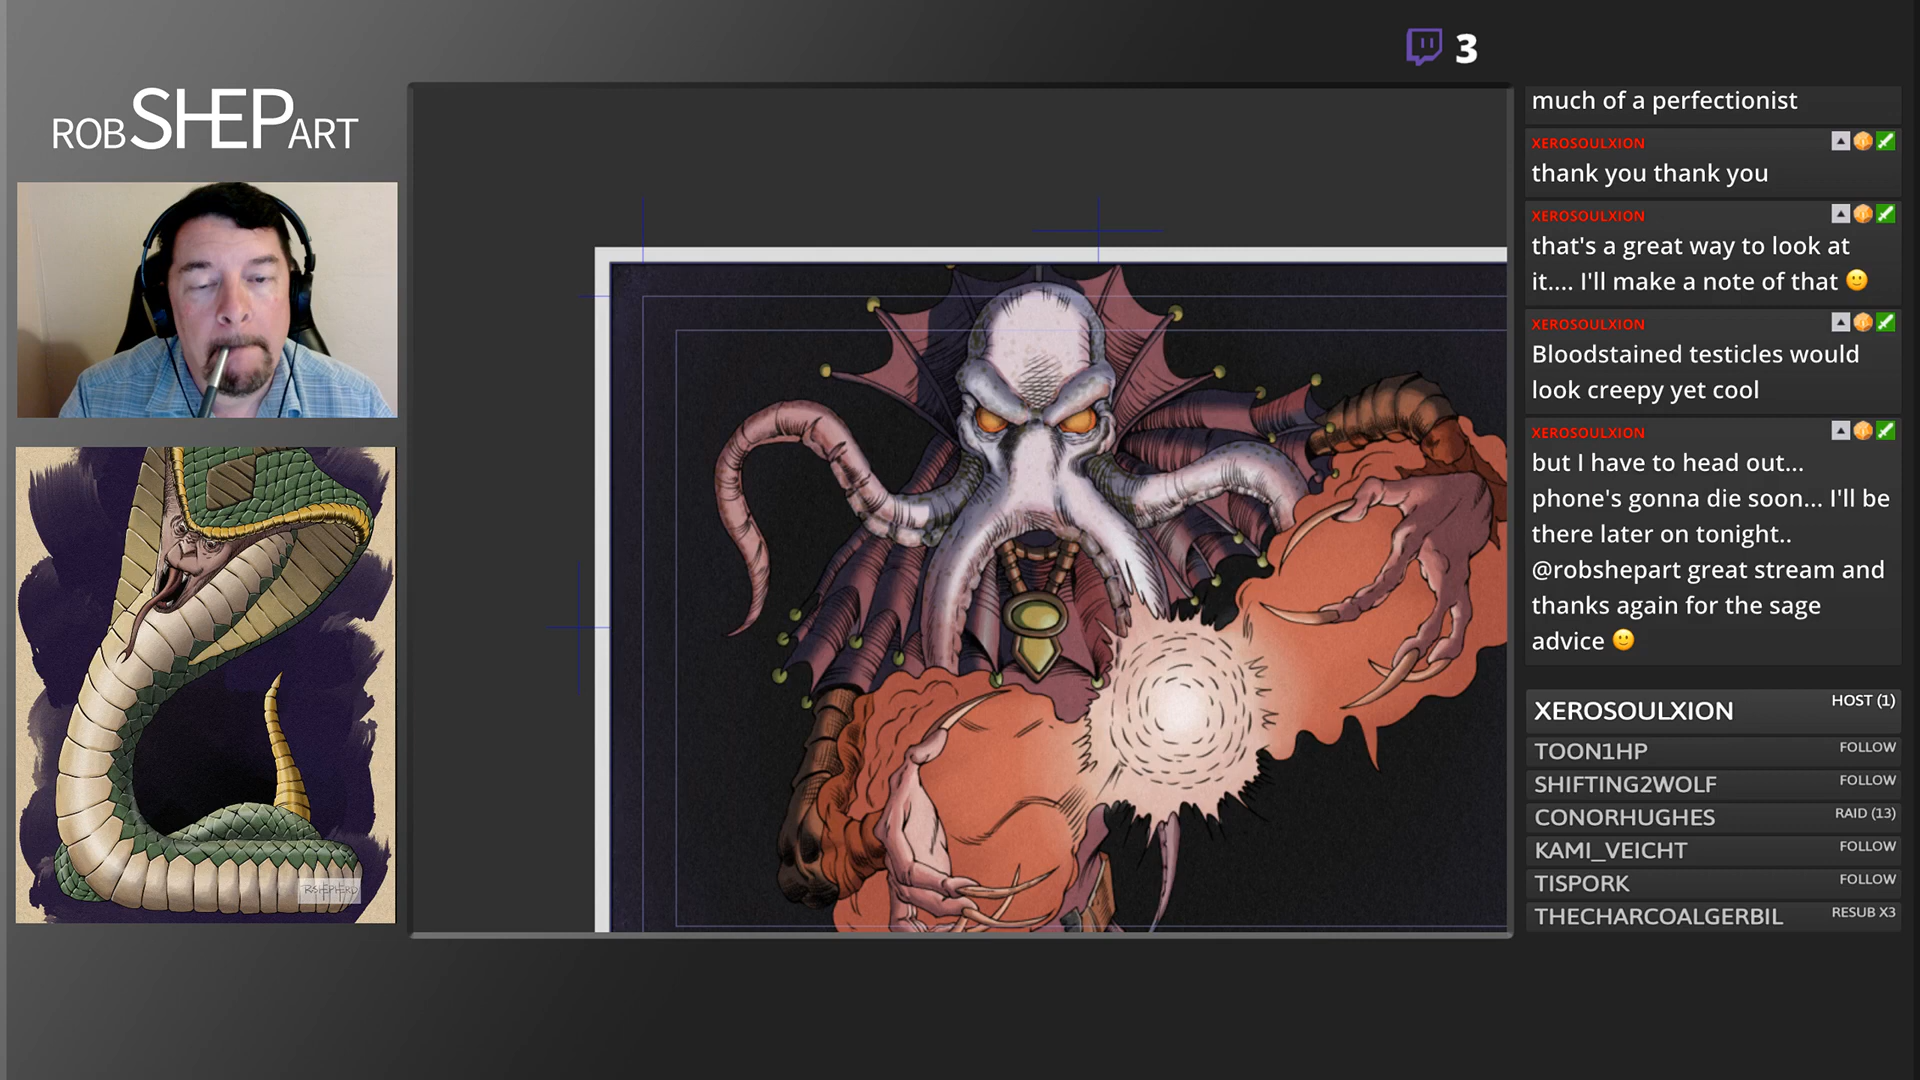 3
ROBSHEPART
much of a perfectionist
XEROSOULXION
thank you thank you
XEROSOULXION
that's a great way to look at
it.... I'll make a note of that
XEROSOULXION
Bloodstained testicles would
look creepy yet cool
XEROSOULXION
but I have to head out...
phone's gonna die soon... I'll be
there later on tonight..
@robshepart great stream and
thanks again for the sage
advice
XEROSOULXION HOST (1)
TOON1HP FOLLOW
SHIFTING2WOLF FOLLOW
CONORHUGHES RAID (13)
KAMI_VEICHT FOLLOW
TISPORK FOLLOW
THECHARCOALGERBIL RESUB X3
RSHEPHERD